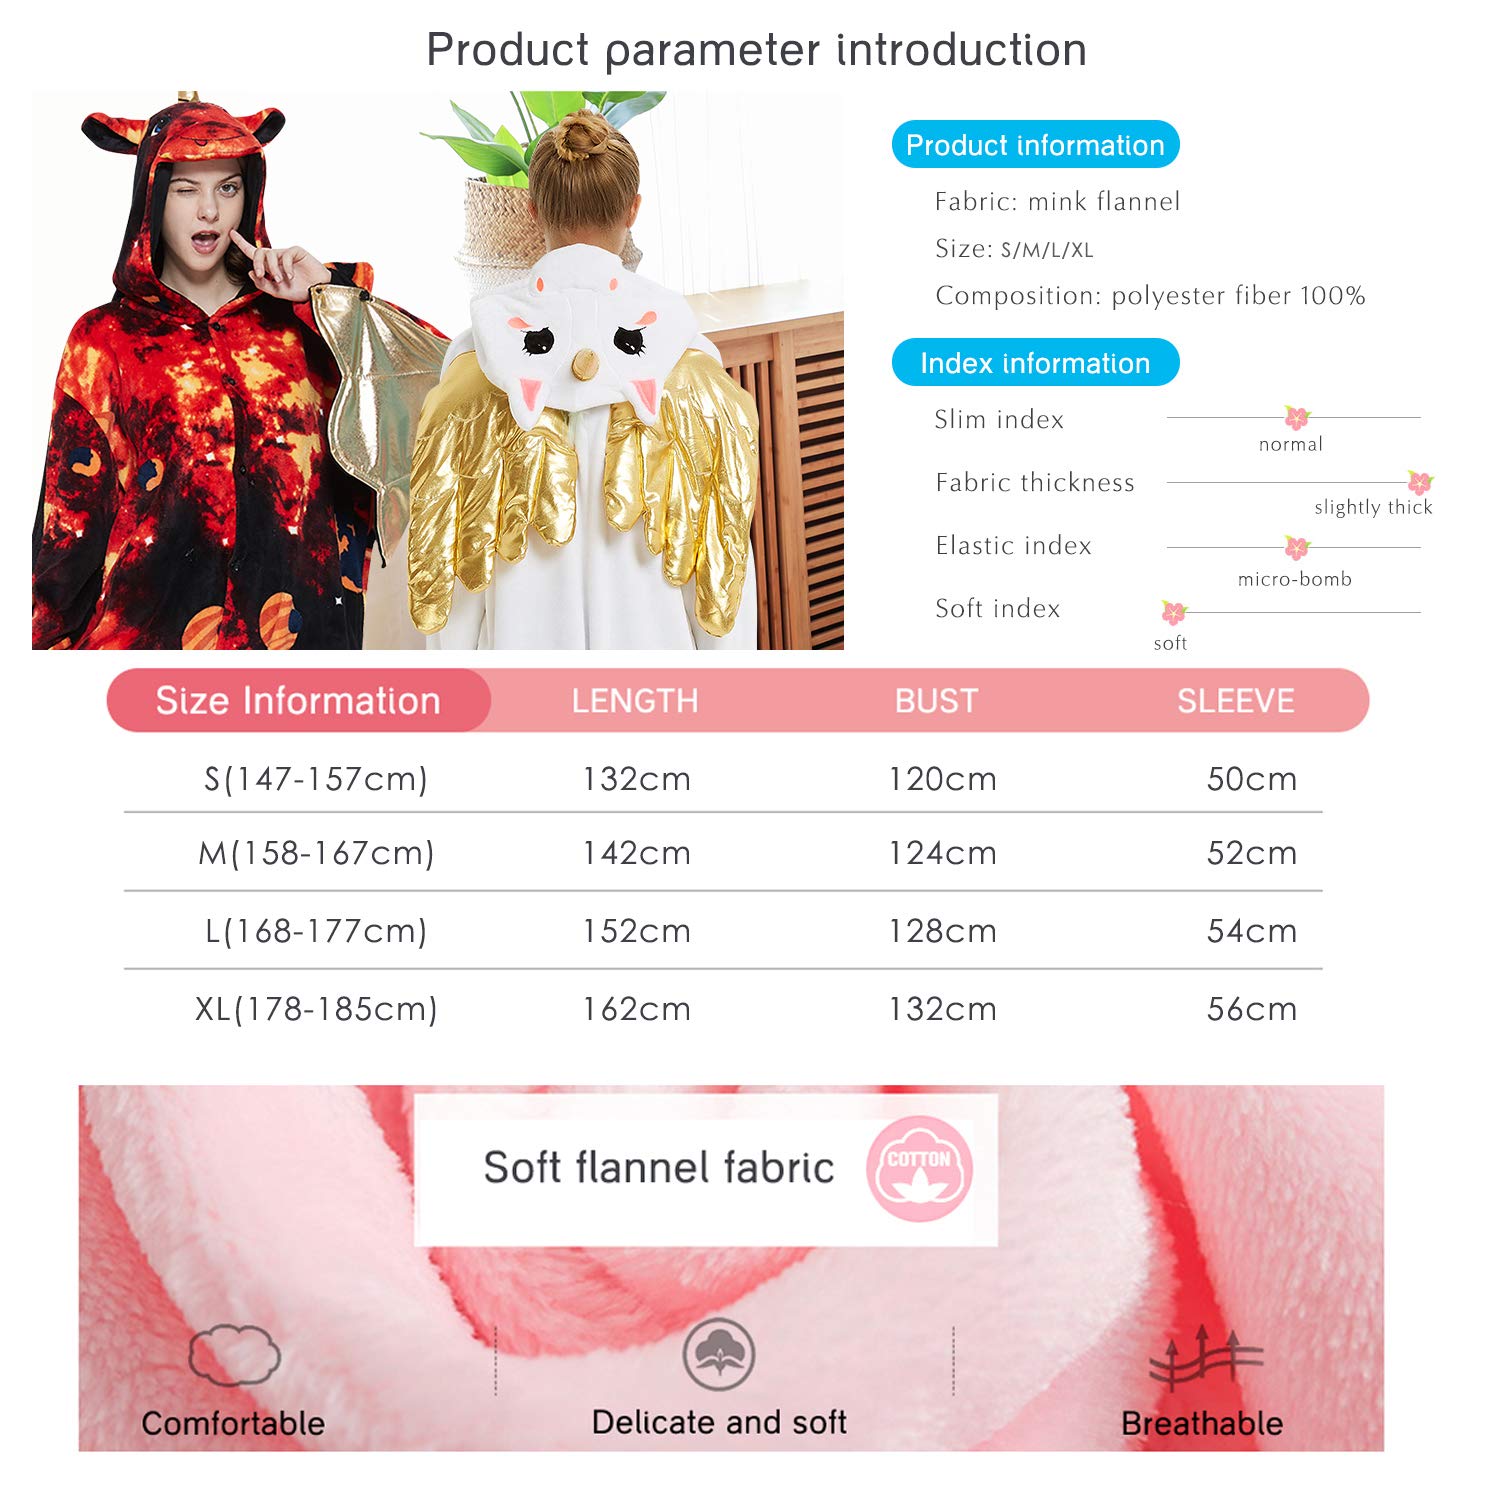 Product parameter introduction
Product information
Fabric: mink flannel
Size: S/M/L/XL
Composition: polyester fiber 100%
Index information
Slim index
normal
Fabric thickness
slightly thick
Elastic index
micro-bomb
Soft index
soft
Size Information LENGTH BUST SLEEVE
S(147-157cm) 132cm 120cm 50cm
M(158-167cm) 142cm 124cm 52cm
L(168-177cm) 152cm 128cm 54cm
XL(178-185cm) 162cm 132cm 56cm
Soft flannel fabric
COTTON
Comfortable
Delicate and soft
Breathable